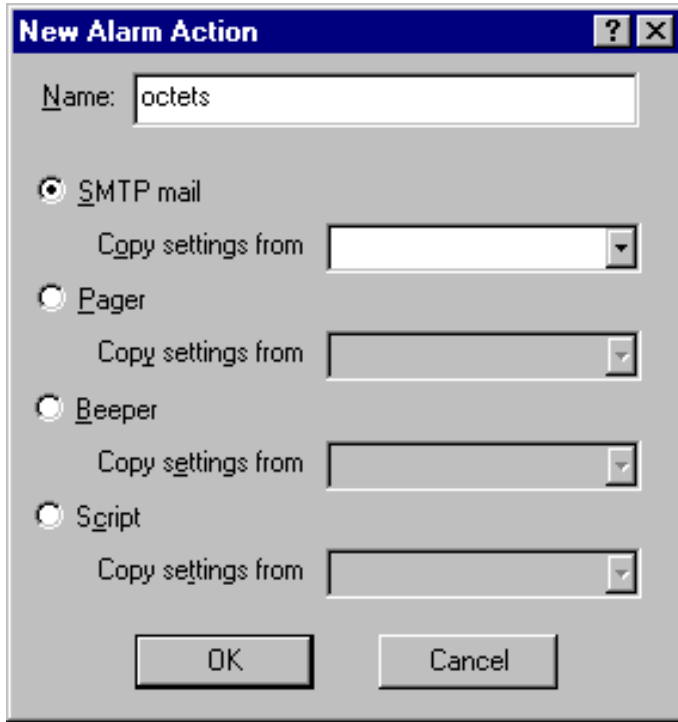 New Alarm Action
Name: octets
SMTP mail
Copy settings from
Pager
Copy settings from
Beeper
Copy settings from
Script
Copy settings from
OK Cancel